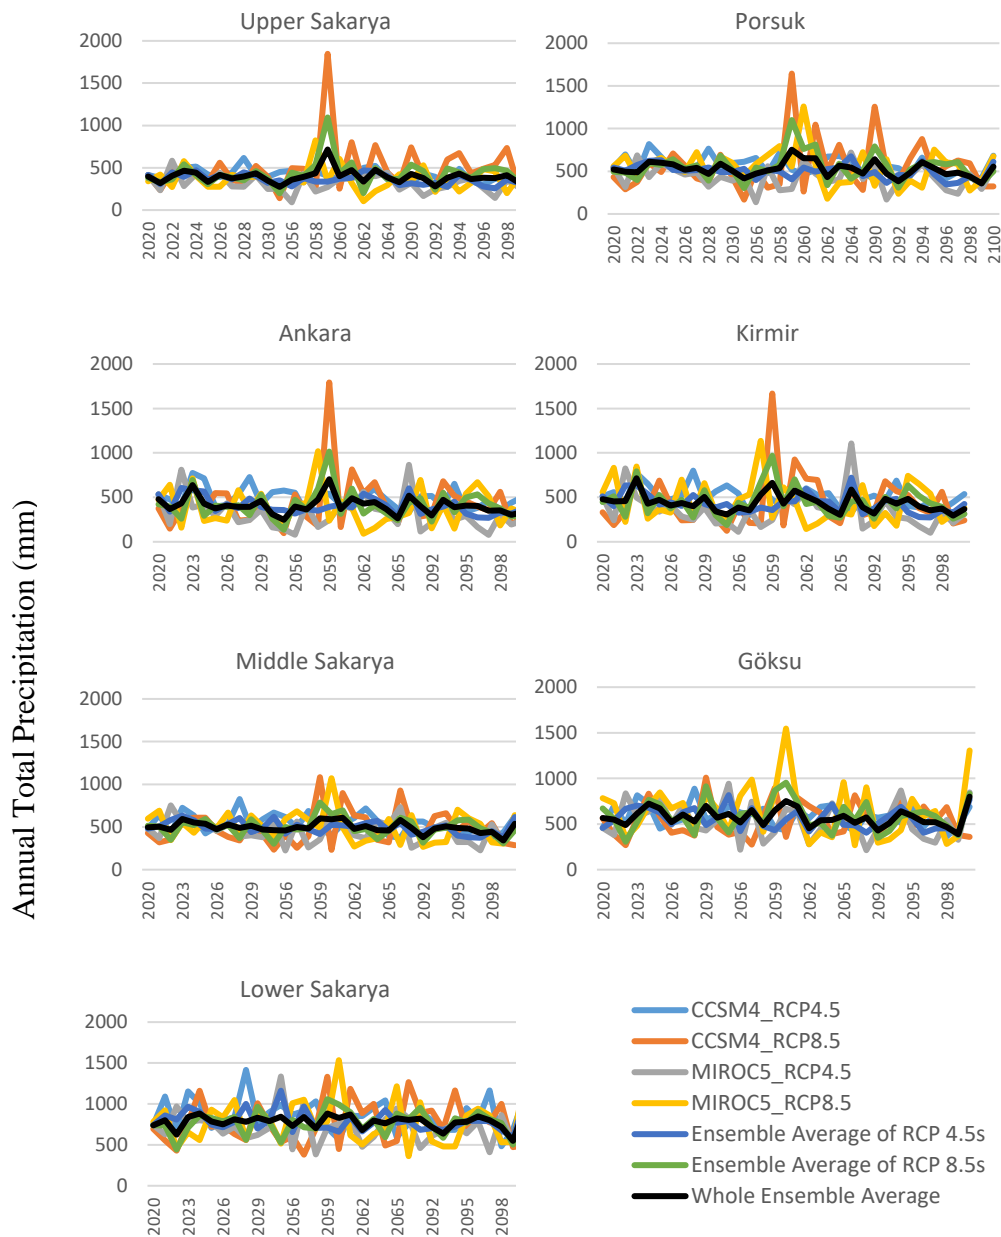 Annual Total Precipitation (mm)
Upper Sakarya
2000
1500
1000
500
0
2020 2022 2024 2026 2028 2030 2056 2058 2060 2062 2064 2090 2092 2094 2096 2098
Porsuk
2000
1500
1000
500
0
2020 2022 2024 2026 2028 2030 2056 2058 2060 2062 2064 2090 2092 2094 2096 2098 2100
Ankara
2000
1500
1000
500
0
2020 2023 2026 2029 2056 2059 2062 2065 2092 2095 2098
Kirmir
2000
1500
1000
500
0
2020 2023 2026 2029 2056 2059 2062 2065 2092 2095 2098
Middle Sakarya
2000
1500
1000
500
0
2020 2023 2026 2029 2056 2059 2062 2065 2092 2095 2098
Göksu
2000
1500
1000
500
0
2020 2023 2026 2029 2056 2059 2062 2065 2092 2095 2098
Lower Sakarya
2000
1500
1000
500
0
2020 2023 2026 2029 2056 2059 2062 2065 2092 2095 2098
CCSM4_RCP4.5
CCSM4_RCP8.5
MIROC5_RCP4.5
MIROC5_RCP8.5
Ensemble Average of RCP 4.5s
Ensemble Average of RCP 8.5s
Whole Ensemble Average